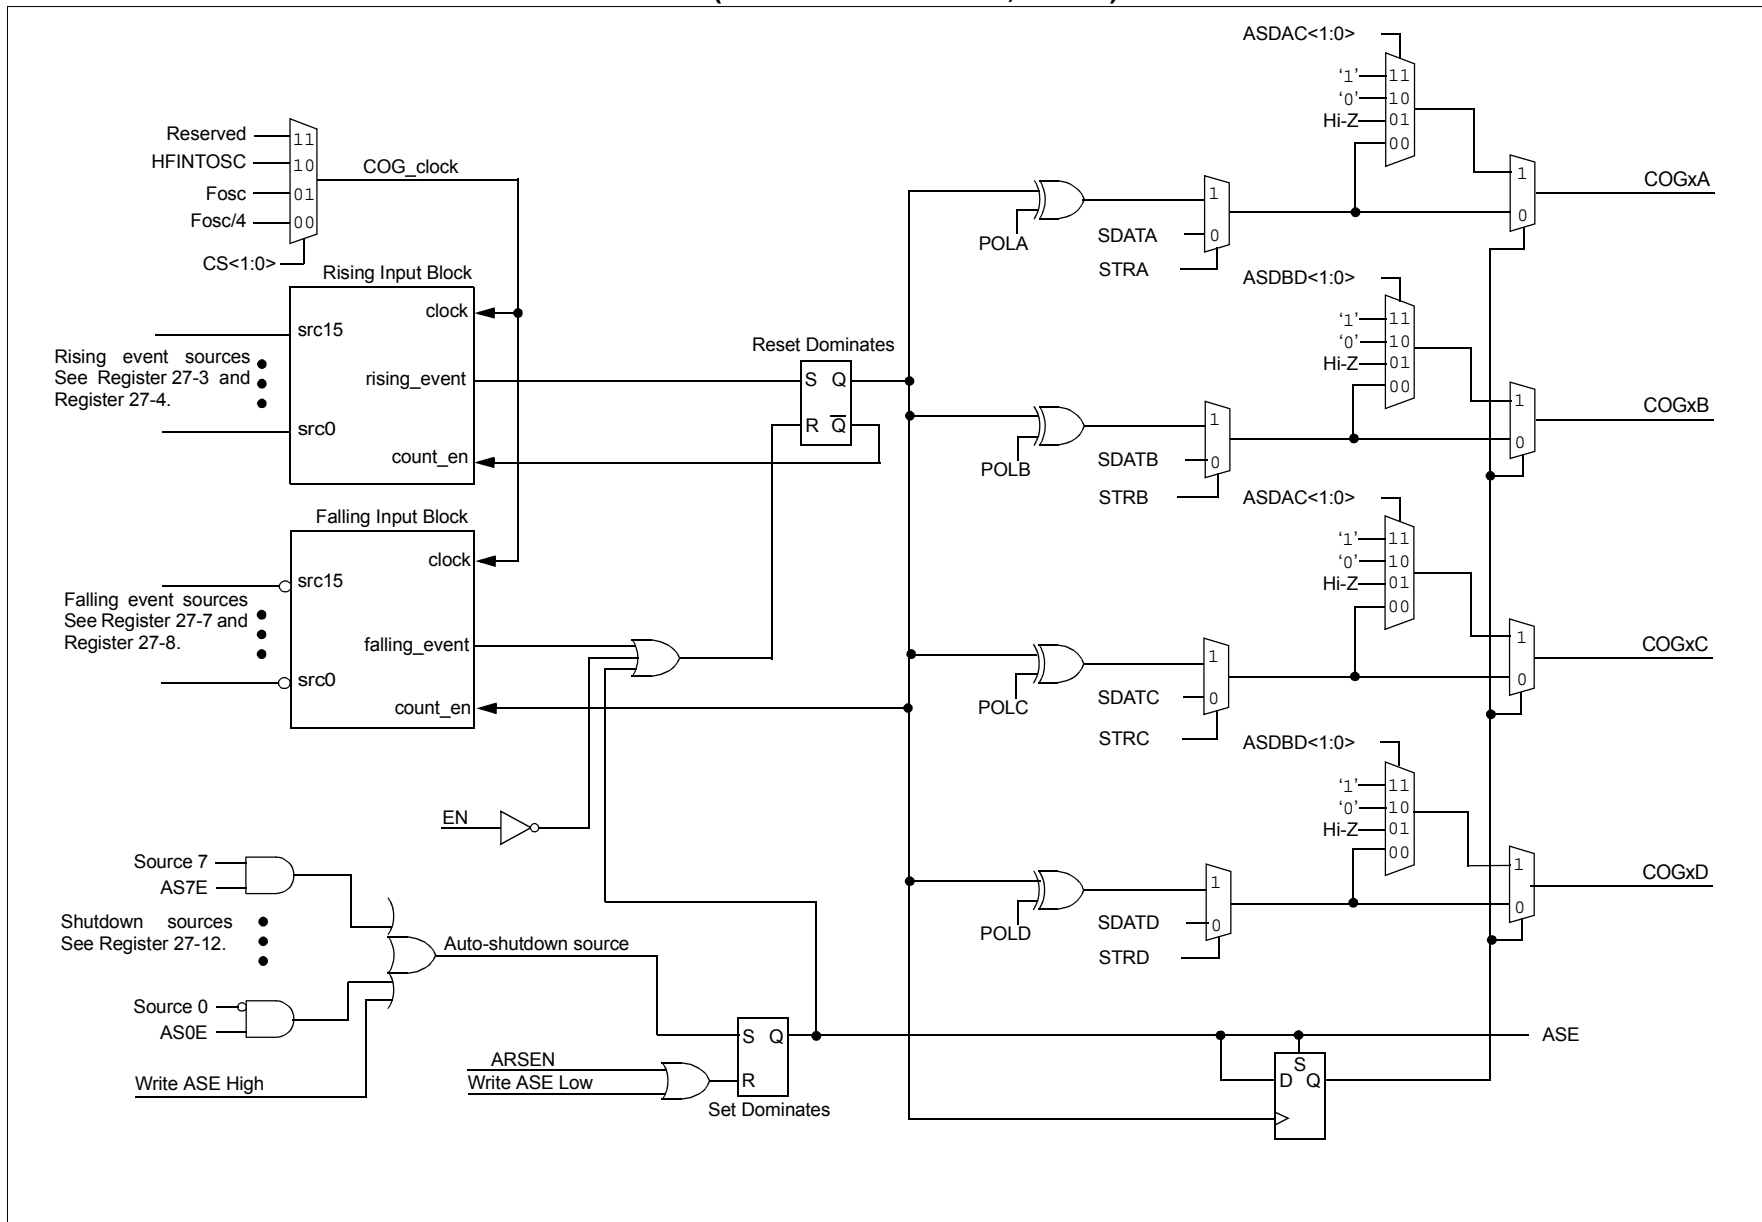 ASDAC<1:0>
'1' 11
'0' 10
Hi-Z 01
00
Reserved 11
HFINTOSC 10
Fosc 01
Fosc/4 00
COG_clock
CS<1:0>
1
0
COGxA
1
POLA
SDATA 0
STRA
Rising Input Block
clock
src15
Rising event sources
See Register 27-3 and
Register 27-4.
rising_event
src0
count_en
Reset Dominates
S Q
R Q
ASDBD<1:0>
'1' 11
'0' 10
Hi-Z 01
00
1
0
COGxB
1
POLB
SDATB 0
STRB
Falling Input Block
clock
src15
Falling event sources
See Register 27-7 and
Register 27-8.
falling_event
src0
count_en
ASDAC<1:0>
'1' 11
'0' 10
Hi-Z 01
00
1
0
COGxC
1
POLC
SDATC 0
STRC
ASDBD<1:0>
'1' 11
'0' 10
Hi-Z 01
00
1
0
COGxD
1
POLD
SDATD 0
STRD
EN
Source 7
AS7E
Shutdown sources
See Register 27-12.
Auto-shutdown source
Source 0
AS0E
Write ASE High
ARSEN
Write ASE Low
S Q
R
Set Dominates
ASE
S
D Q